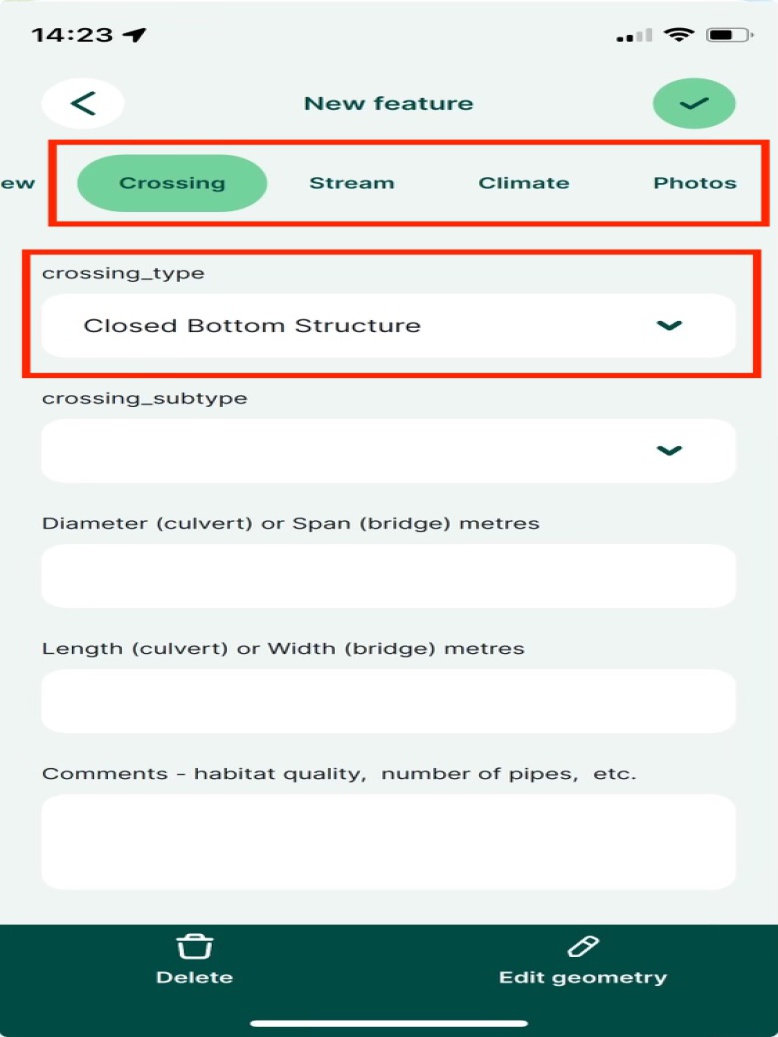 14:23
New feature
ew Crossing Stream Climate Photos
crossing_type
Closed Bottom Structure
crossing_subtype
Diameter (culvert) or Span (bridge) metres
Length (culvert) or Width (bridge) metres
Comments - habitat quality, number of pipes, etc.
Delete Edit geometry